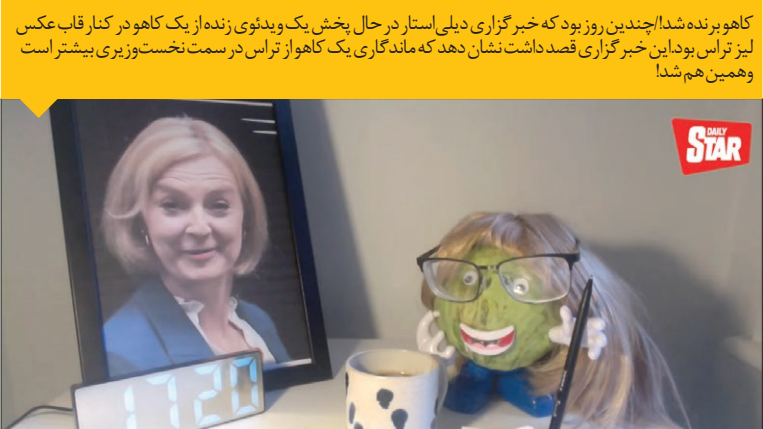 کاهو برنده شد!/چندین روز بود که خبرگزاری دیلی‌استار در حال پخش یک ویدئوی زنده از یک کاهو در کنار قاب عکس
لیز تراس بود.این خبرگزاری قصد داشت نشان دهد که ماندگاری یک کاهو از تراس در سمت نخست‌وزیری بیشتر است
و همین هم شد!
DAILY
STAR
1720